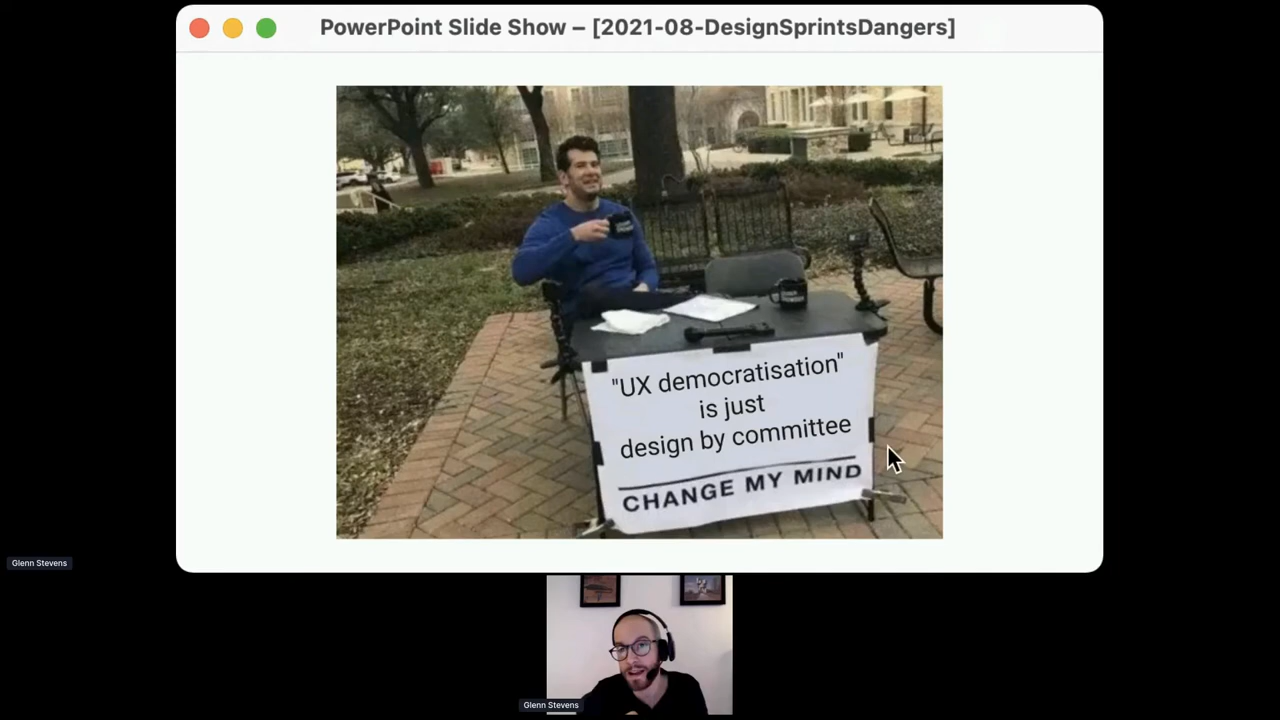 PowerPoint Slide Show – [2021-08-DesignSprintsDangers]
"UX democratisation"
is just
design by committee
CHANGE MY MIND
Glenn Stevens
Glenn Stevens